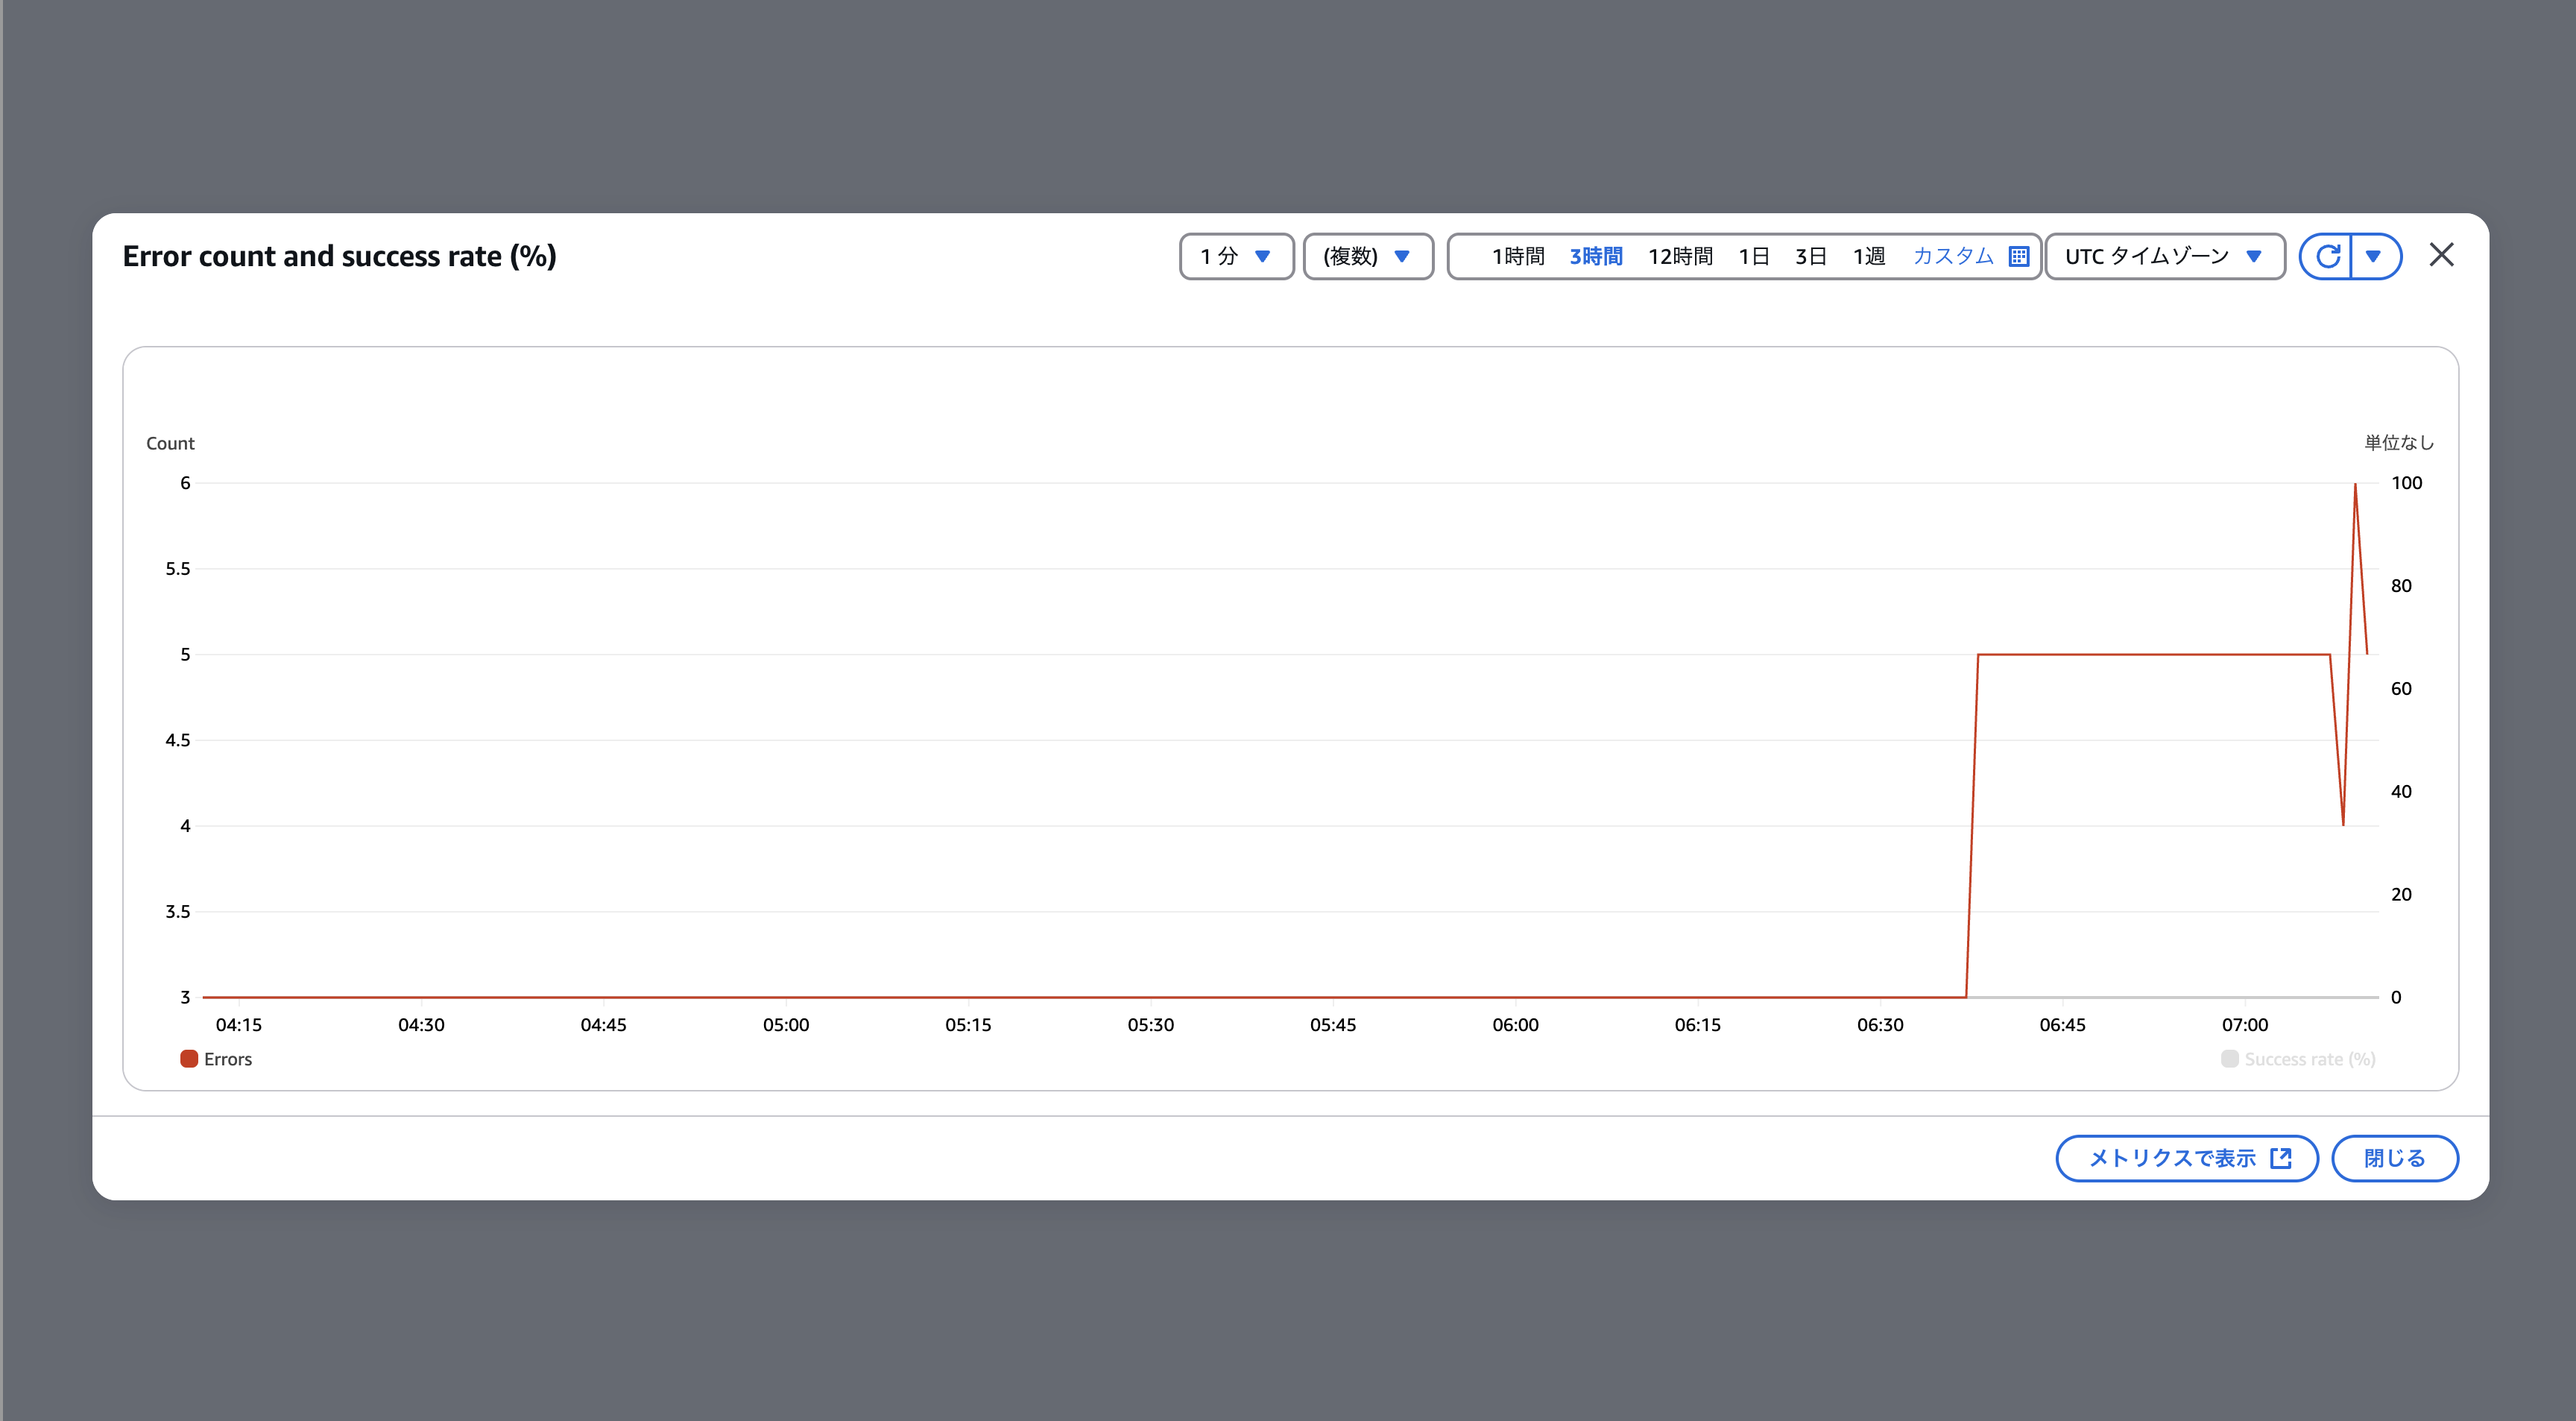 Error count and success rate (%)
1 分
(複数)
1時間 3時間 12時間 1日 3日 1週 カスタム
UTC タイムゾーン
Count
単位なし
6
5.5
5
4.5
4
3.5
3
100
80
60
40
20
0
04:15 04:30 04:45 05:00 05:15 05:30 05:45 06:00 06:15 06:30 06:45 07:00
Errors
Success rate (%)
メトリクスで表示
閉じる